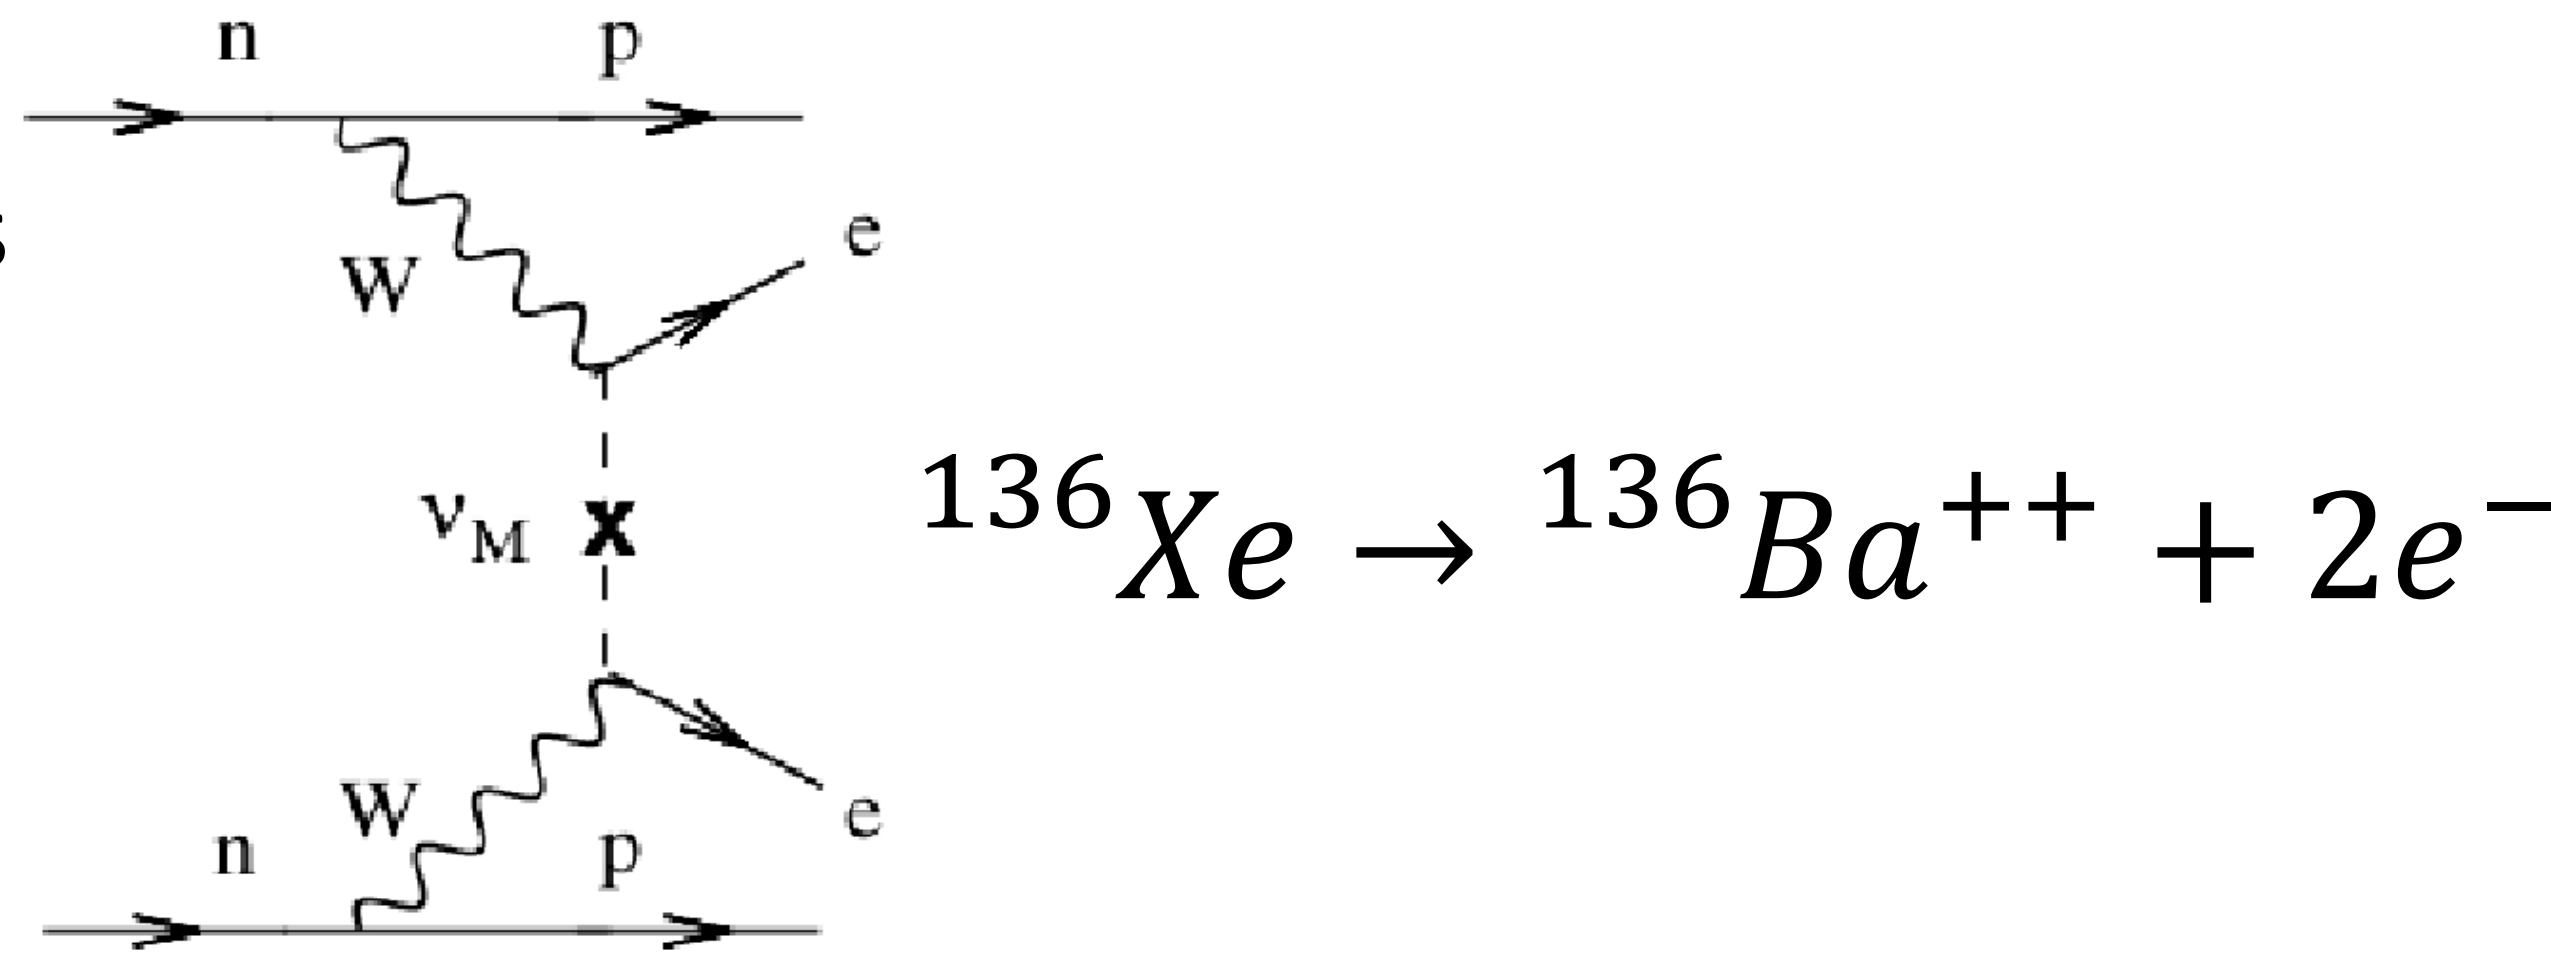 n p
e
W
ν_M x
¹³⁶Xe → ¹³⁶Ba⁺⁺ + 2e⁻
W
e
n p